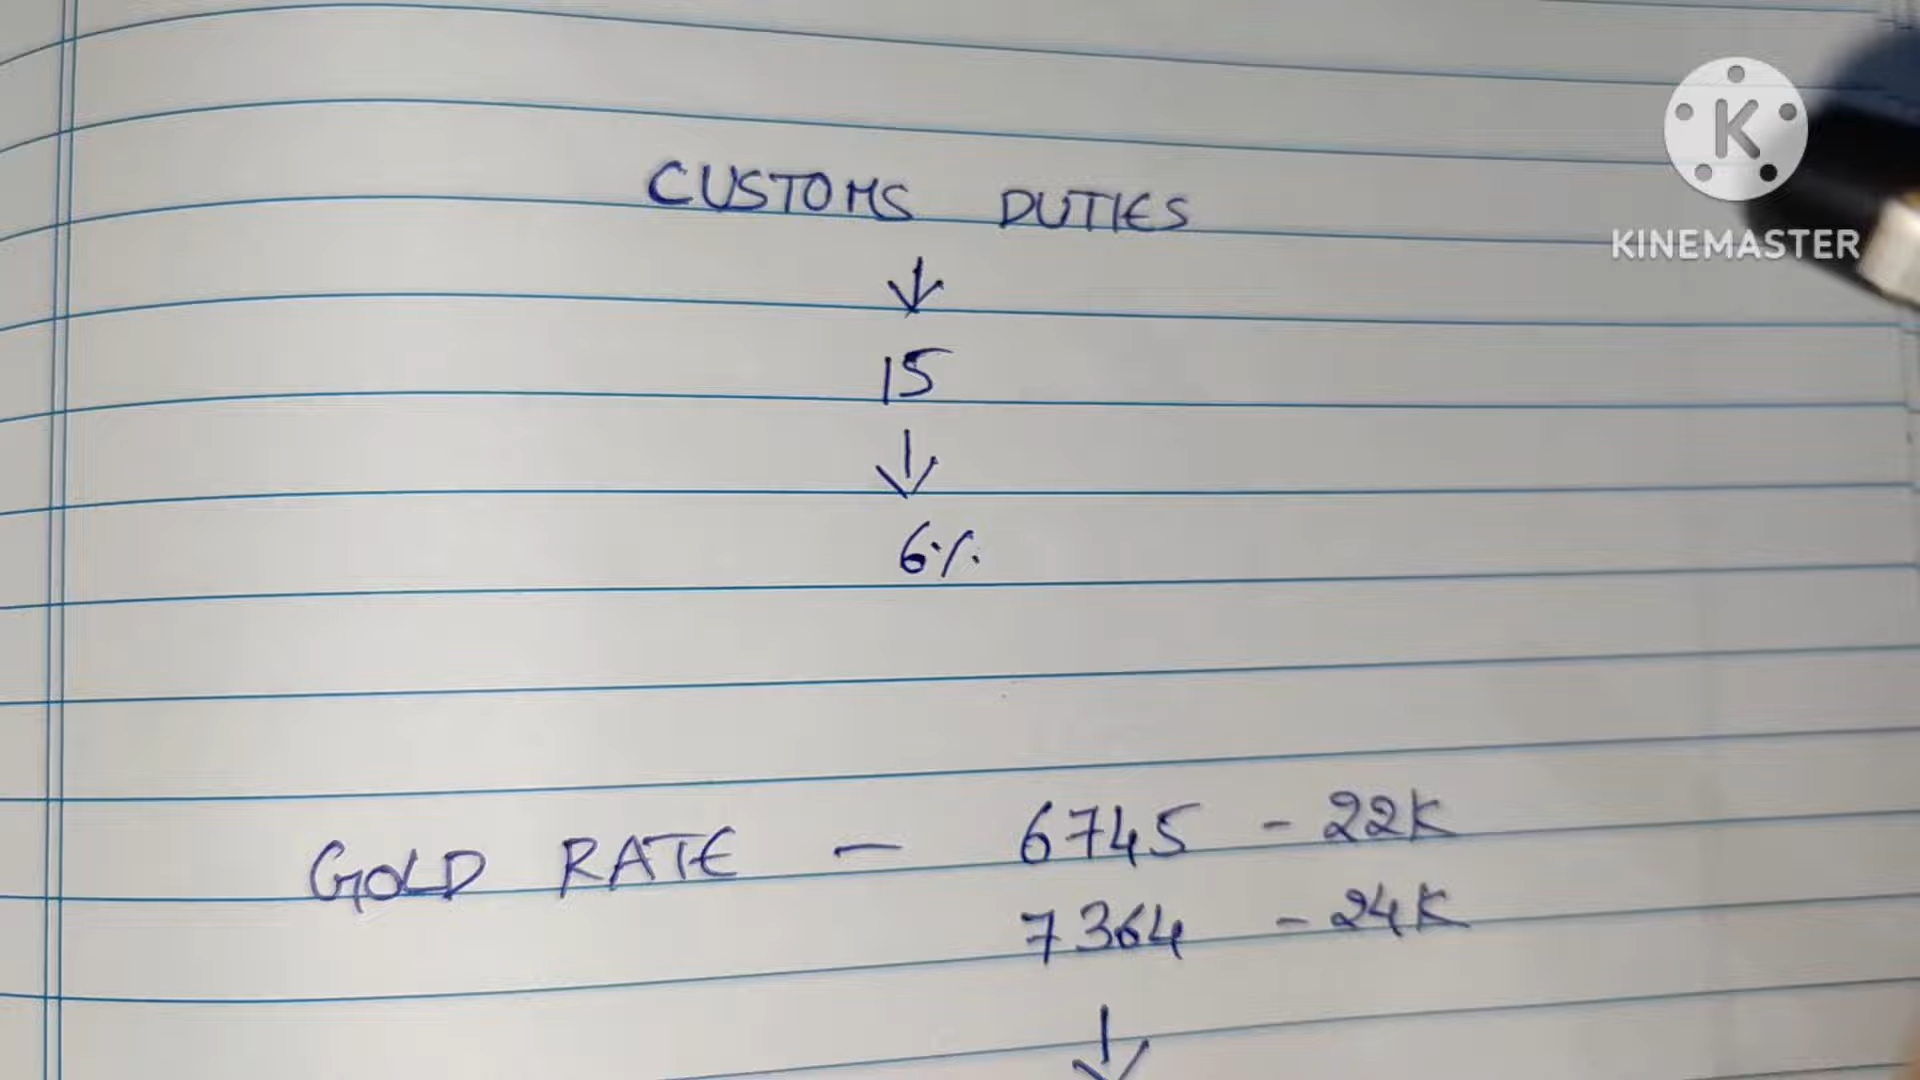 CUSTOMS DUTIES
↓
15
↓
6%
GOLD RATE - 6745 - 22K
7364 - 24K
↓
K
KINEMASTER